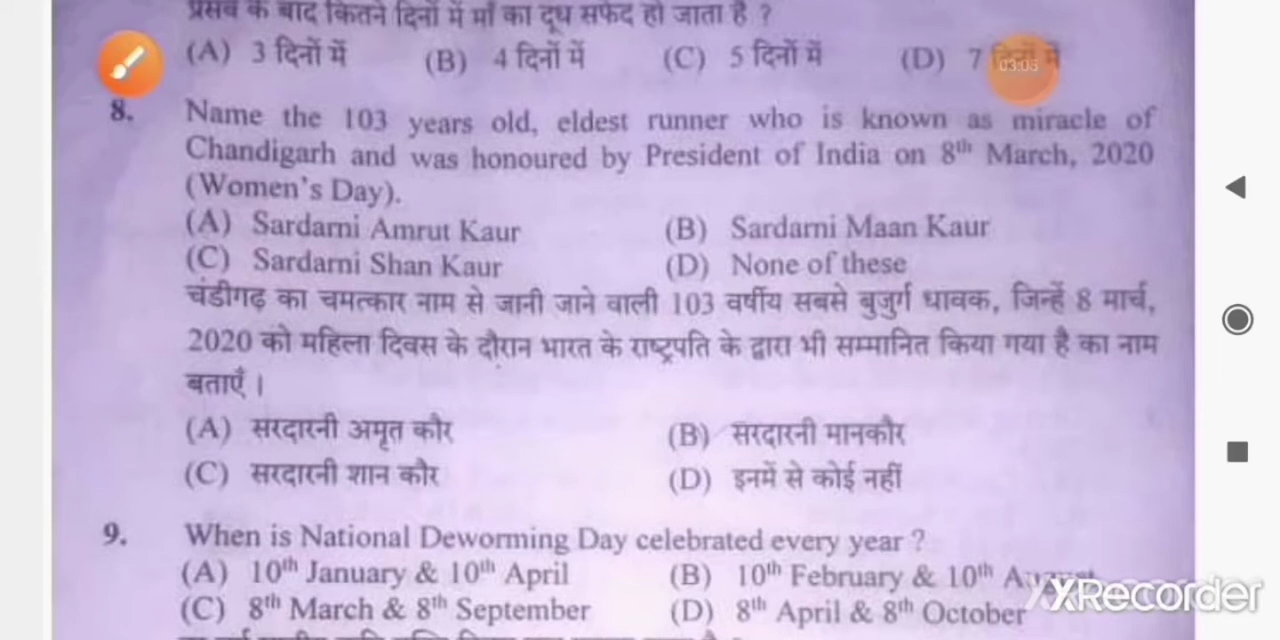 प्रसव के बाद कितने दिनों में माँ का दूध सफेद हो जाता है ?
(A) 3 दिनों में (B) 4 दिनों में (C) 5 दिनों में (D) 7 दिनों में
03:05
8. Name the 103 years old, eldest runner who is known as miracle of
Chandigarh and was honoured by President of India on 8th March, 2020
(Women's Day).
(A) Sardarni Amrut Kaur (B) Sardarni Maan Kaur
(C) Sardarni Shan Kaur (D) None of these
चंडीगढ़ का चमत्कार नाम से जानी जाने वाली 103 वर्षीय सबसे बुजुर्ग धावक, जिन्हें 8 मार्च,
2020 को महिला दिवस के दौरान भारत के राष्ट्रपति के द्वारा भी सम्मानित किया गया है का नाम
बताएँ ।
(A) सरदारनी अमृत कौर (B) सरदारनी मानकौर
(C) सरदारनी शान कौर (D) इनमें से कोई नहीं
9. When is National Deworming Day celebrated every year ?
(A) 10th January & 10th April (B) 10th February & 10th August
(C) 8th March & 8th September (D) 8th April & 8th October
XRecorder